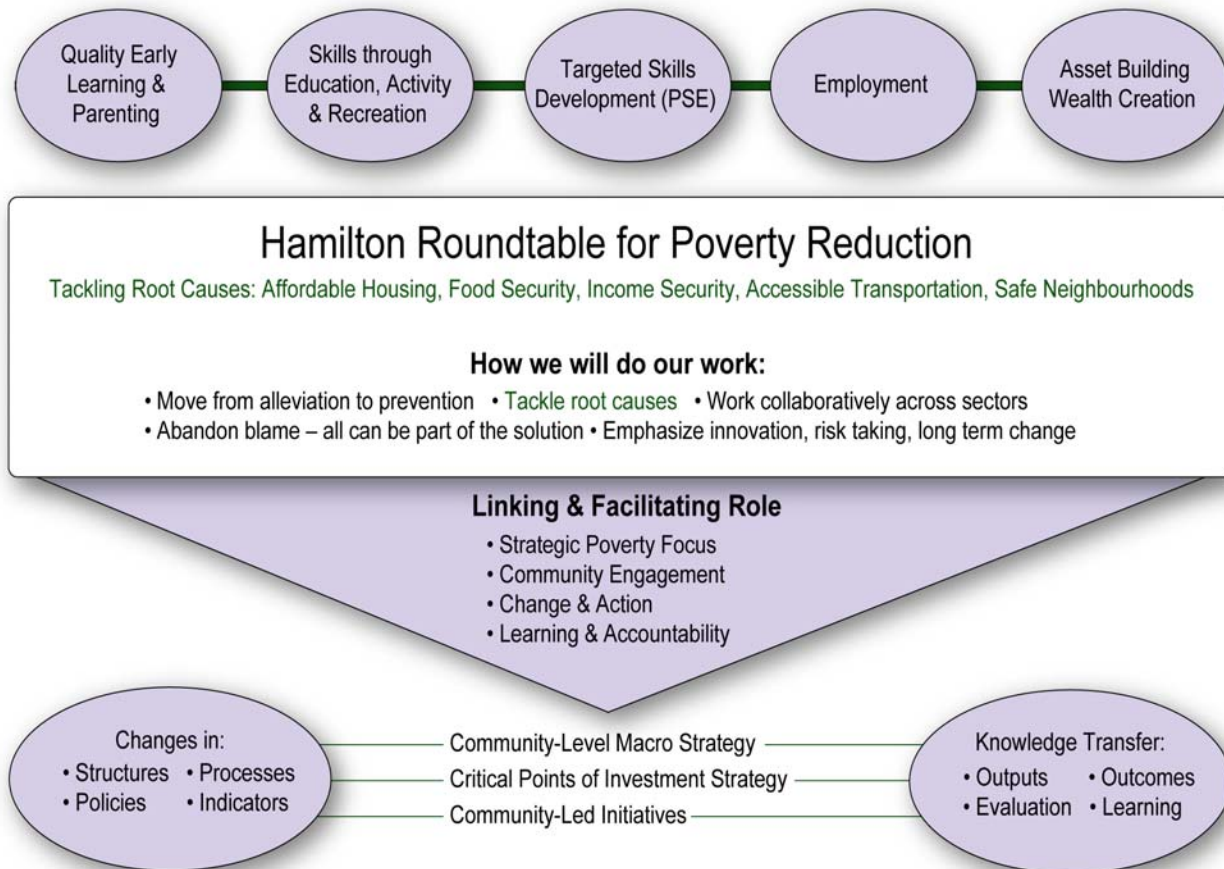 Quality Early
Learning &
Parenting
Skills through
Education, Activity
& Recreation
Targeted Skills
Development (PSE)
Employment
Asset Building
Wealth Creation
Hamilton Roundtable for Poverty Reduction
Tackling Root Causes: Affordable Housing, Food Security, Income Security, Accessible Transportation, Safe Neighbourhoods
How we will do our work:
• Move from alleviation to prevention • Tackle root causes • Work collaboratively across sectors
• Abandon blame – all can be part of the solution • Emphasize innovation, risk taking, long term change
Linking & Facilitating Role
• Strategic Poverty Focus
• Community Engagement
• Change & Action
• Learning & Accountability
Changes in:
• Structures • Processes
• Policies • Indicators
Community-Level Macro Strategy
Critical Points of Investment Strategy
Community-Led Initiatives
Knowledge Transfer:
• Outputs • Outcomes
• Evaluation • Learning